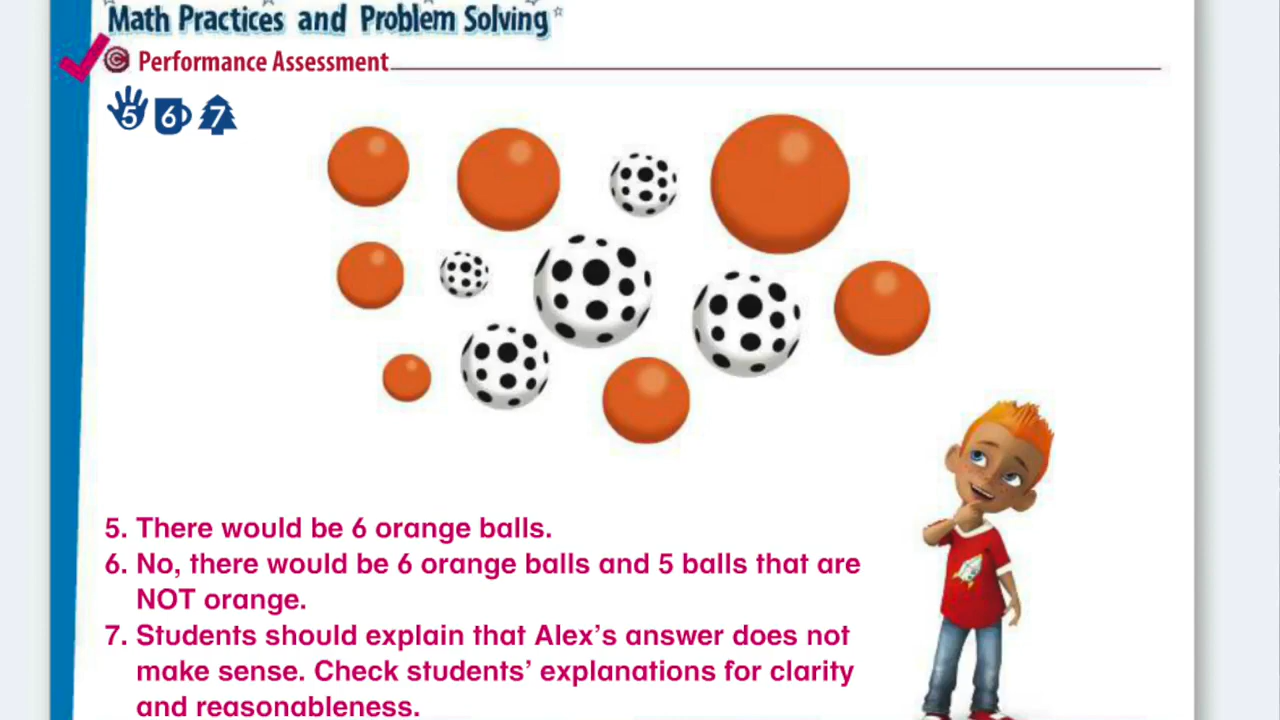 Math Practices and Problem Solving
© Performance Assessment
5 6 7
5. There would be 6 orange balls.
6. No, there would be 6 orange balls and 5 balls that are
NOT orange.
7. Students should explain that Alex's answer does not
make sense. Check students' explanations for clarity
and reasonableness.